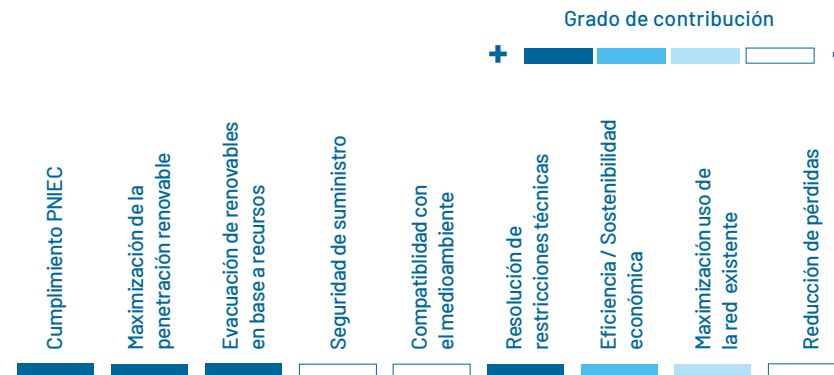 Grado de contribución
+
Cumplimiento PNIEC
Maximización de la
penetración renovable
Evacuación de renovables
en base a recursos
Seguridad de suministro
Compatiblidad con
el medioambiente
Resolución de
restricciones técnicas
Eficiencia / Sostenibilidad
económica
Maximización uso de
la red existente
Reducción de pérdidas